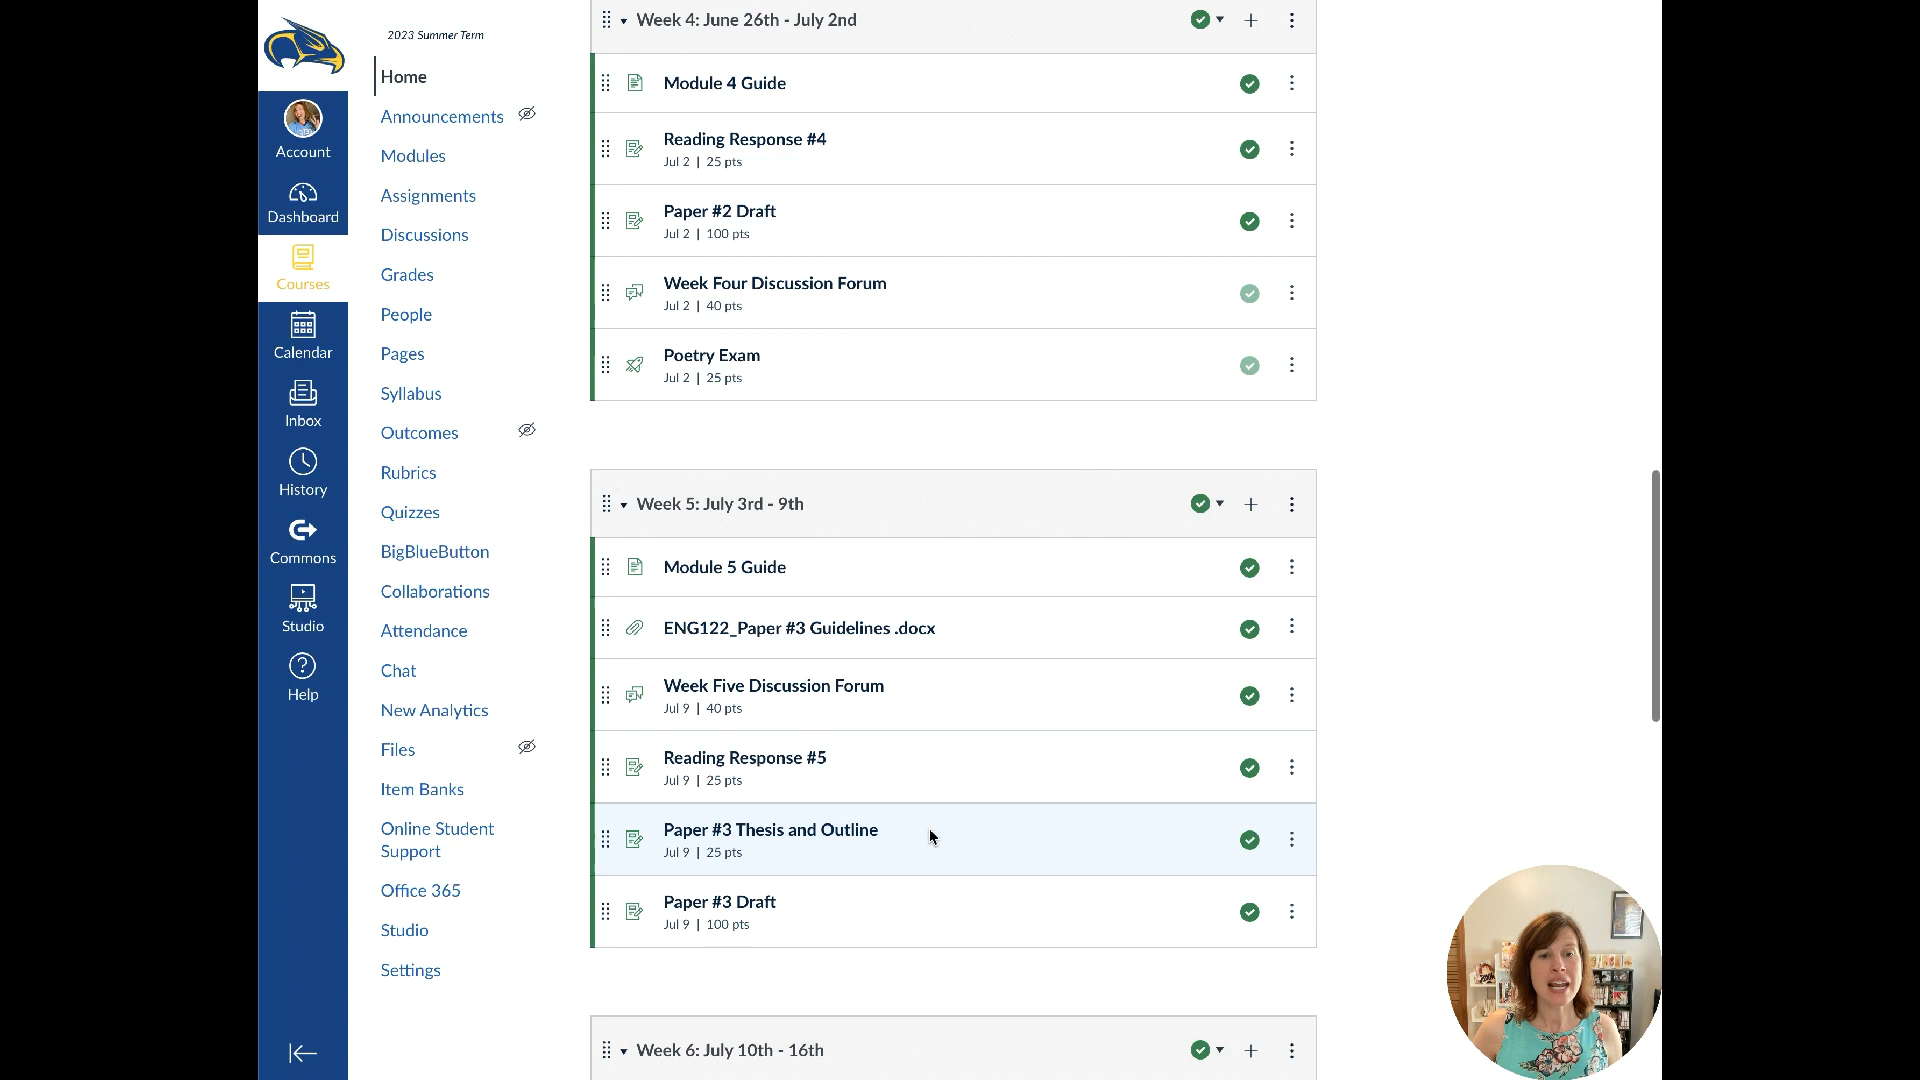 2023 Summer Term
Account
Dashboard
Courses
Calendar
Inbox
History
Commons
Studio
Help
Home
Announcements
Modules
Assignments
Discussions
Grades
People
Pages
Syllabus
Outcomes
Rubrics
Quizzes
BigBlueButton
Collaborations
Attendance
Chat
New Analytics
Files
Item Banks
Online Student
Support
Office 365
Studio
Settings
Week 4: June 26th - July 2nd
Module 4 Guide
Reading Response #4
Jul 2 | 25 pts
Paper #2 Draft
Jul 2 | 100 pts
Week Four Discussion Forum
Jul 2 | 40 pts
Poetry Exam
Jul 2 | 25 pts
Week 5: July 3rd - 9th
Module 5 Guide
ENG122_Paper #3 Guidelines .docx
Week Five Discussion Forum
Jul 9 | 40 pts
Reading Response #5
Jul 9 | 25 pts
Paper #3 Thesis and Outline
Jul 9 | 25 pts
Paper #3 Draft
Jul 9 | 100 pts
Week 6: July 10th - 16th